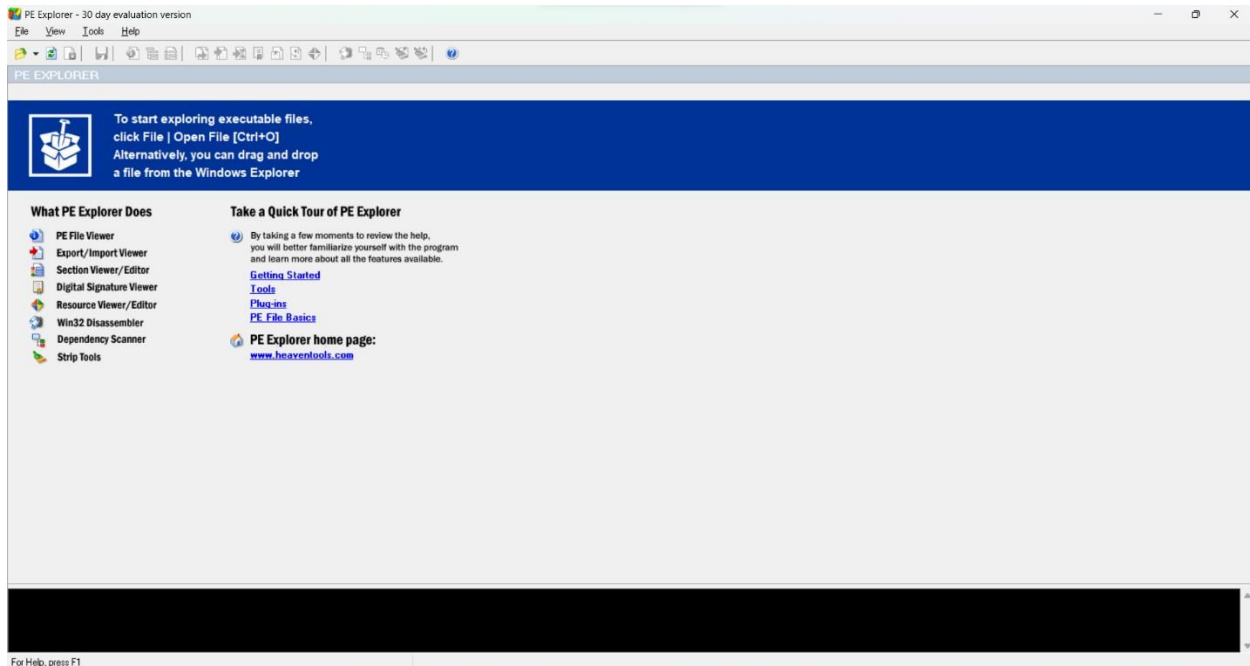 PE Explorer - 30 day evaluation version
File View Tools Help
PE EXPLORER
To start exploring executable files,
click File | Open File [Ctrl+O]
Alternatively, you can drag and drop
a file from the Windows Explorer
What PE Explorer Does
PE File Viewer
Export/Import Viewer
Section Viewer/Editor
Digital Signature Viewer
Resource Viewer/Editor
Win32 Disassembler
Dependency Scanner
Strip Tools
Take a Quick Tour of PE Explorer
By taking a few moments to review the help,
you will better familiarize yourself with the program
and learn more about all the features available.
Getting Started
Tools
Plug-ins
PE File Basics
PE Explorer home page:
www.heaventools.com
For Help, press F1